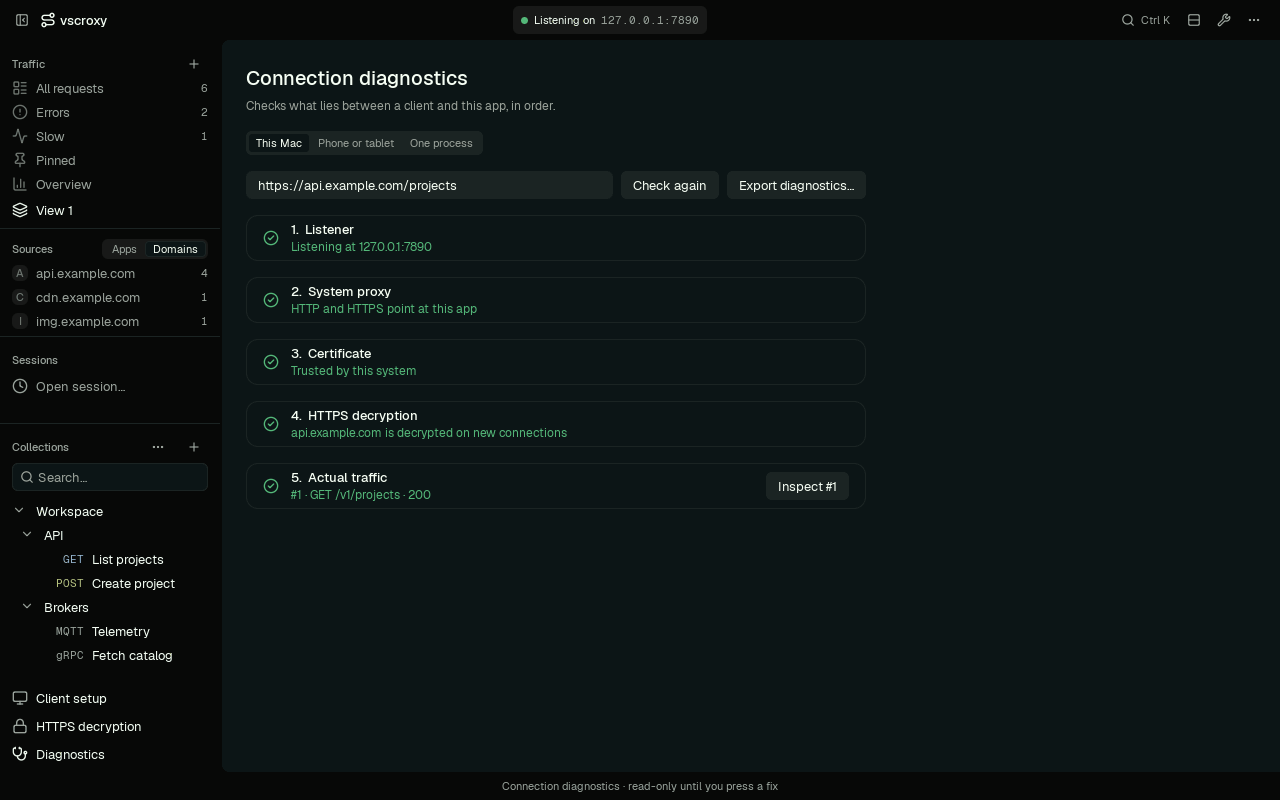 vscroxy
Listening on 127.0.0.1:7890
Ctrl K
Traffic
All requests 6
Errors 2
Slow 1
Pinned
Overview
View 1
Sources Apps Domains
A api.example.com 4
C cdn.example.com 1
I img.example.com 1
Sessions
Open session...
Collections
Search...
Workspace
API
GET List projects
POST Create project
Brokers
MQTT Telemetry
gRPC Fetch catalog
Client setup
HTTPS decryption
Diagnostics
Connection diagnostics
Checks what lies between a client and this app, in order.
This Mac Phone or tablet One process
https://api.example.com/projects Check again Export diagnostics...
1. Listener
Listening at 127.0.0.1:7890
2. System proxy
HTTP and HTTPS point at this app
3. Certificate
Trusted by this system
4. HTTPS decryption
api.example.com is decrypted on new connections
5. Actual traffic
#1 · GET /v1/projects · 200
Inspect #1
Connection diagnostics · read-only until you press a fix